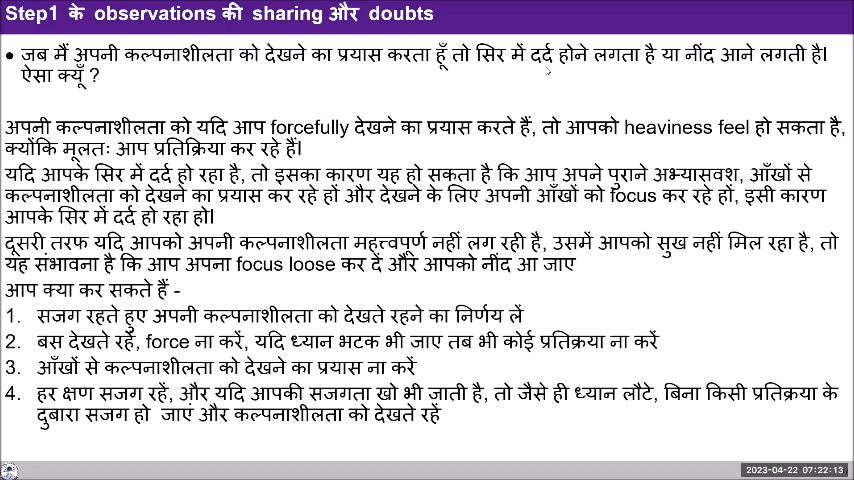 Step1 के observations की sharing और doubts
• जब मैं अपनी कल्पनाशीलता को देखने का प्रयास करता हूँ तो सिर में दर्द होने लगता है या नींद आने लगती है।
ऐसा क्यूँ ?
अपनी कल्पनाशीलता को यदि आप forcefully देखने का प्रयास करते हैं, तो आपको heaviness feel हो सकता है,
क्योंकि मूलतः आप प्रतिक्रिया कर रहे हैं।
यदि आपके सिर में दर्द हो रहा है, तो इसका कारण यह हो सकता है कि आप अपने पुराने अभ्यासवश, आँखों से
कल्पनाशीलता को देखने का प्रयास कर रहे हों और देखने के लिए अपनी आँखों को focus कर रहे हों, इसी कारण
आपके सिर में दर्द हो रहा हो।
दूसरी तरफ यदि आपको अपनी कल्पनाशीलता महत्त्वपूर्ण नहीं लग रही है, उसमें आपको सुख नहीं मिल रहा है, तो
यह संभावना है कि आप अपना focus loose कर दें और आपको नींद आ जाए
आप क्या कर सकते हैं -
1. सजग रहते हुए अपनी कल्पनाशीलता को देखते रहने का निर्णय लें
2. बस देखते रहें, force ना करें, यदि ध्यान भटक भी जाए तब भी कोई प्रतिक्रया ना करें
3. आँखों से कल्पनाशीलता को देखने का प्रयास ना करें
4. हर क्षण सजग रहें, और यदि आपकी सजगता खो भी जाती है, तो जैसे ही ध्यान लौटे, बिना किसी प्रतिक्रया के
दुबारा सजग हो जाएं और कल्पनाशीलता को देखते रहें
2023-04-22 07:22:13